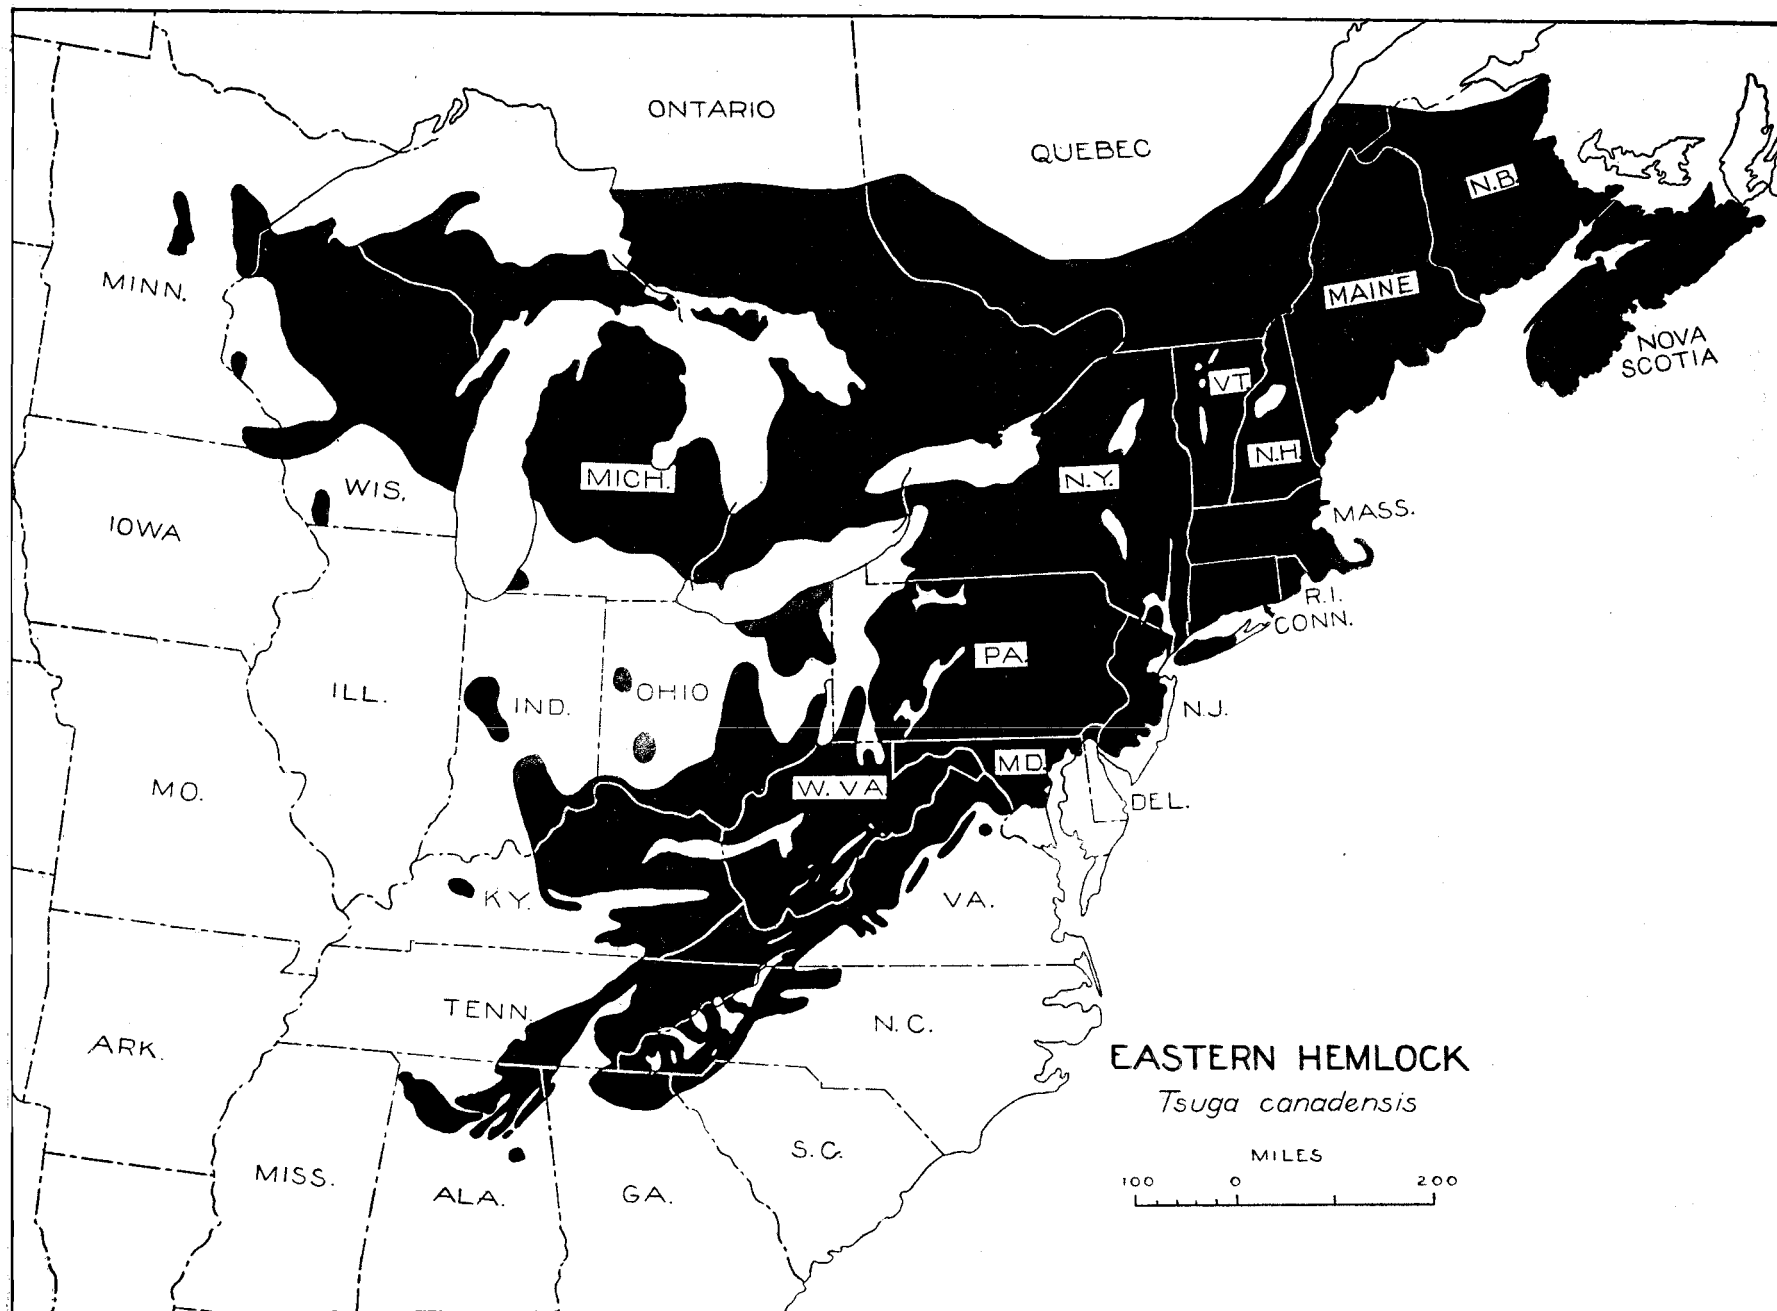 ONTARIO
QUEBEC
N.B.
MINN.
MAINE
NOVA
SCOTIA
VT.
MICH.
WIS.
N.Y.
N.H.
IOWA
MASS.
R.I.
CONN.
PA.
ILL.
IND.
OHIO
N.J.
MO.
W. VA
MD.
DEL.
KY.
VA.
TENN.
N.C.
ARK.
EASTERN HEMLOCK
Tsuga canadensis
S.C.
MILES
MISS.
ALA.
GA.
100 0 200